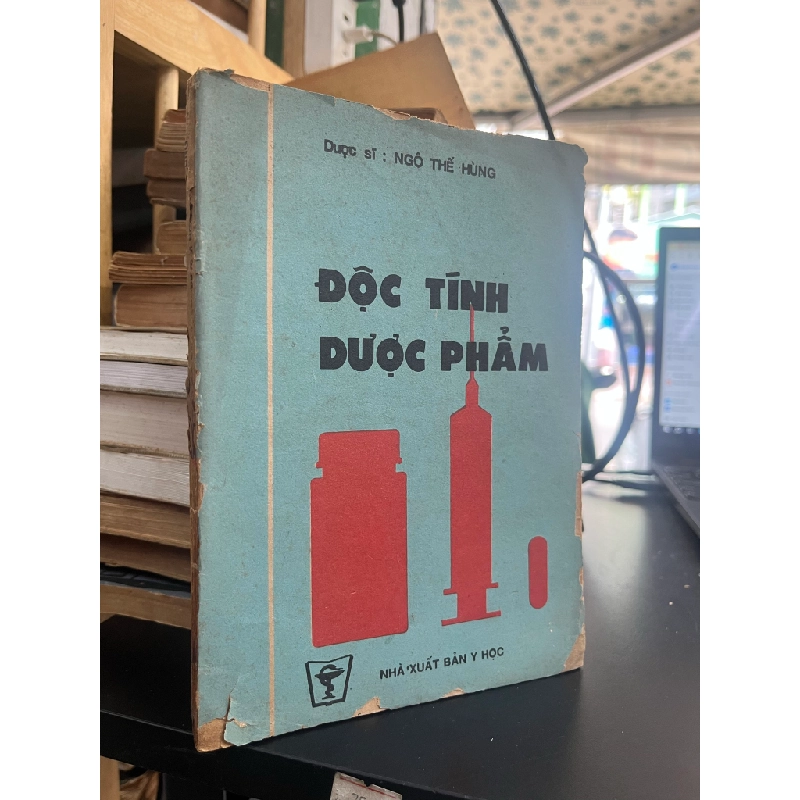 Dược sĩ : NGÔ THẾ HÙNG
ĐỘC TÍNH
DƯỢC PHẨM
NHÀ XUẤT BẢN Y HỌC